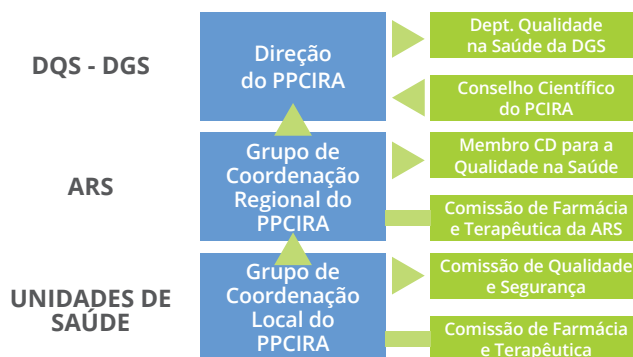 DQS - DGS
Direção
do PPCIRA
Dept. Qualidade
na Saúde da DGS
Conselho Científico
do PCIRA
ARS
Grupo de
Coordenação
Regional do
PPCIRA
Membro CD para a
Qualidade na Saúde
Comissão de Farmácia
e Terapêutica da ARS
UNIDADES DE
SAÚDE
Grupo de
Coordenação
Local do
PPCIRA
Comissão de Qualidade
e Segurança
Comissão de Farmácia
e Terapêutica